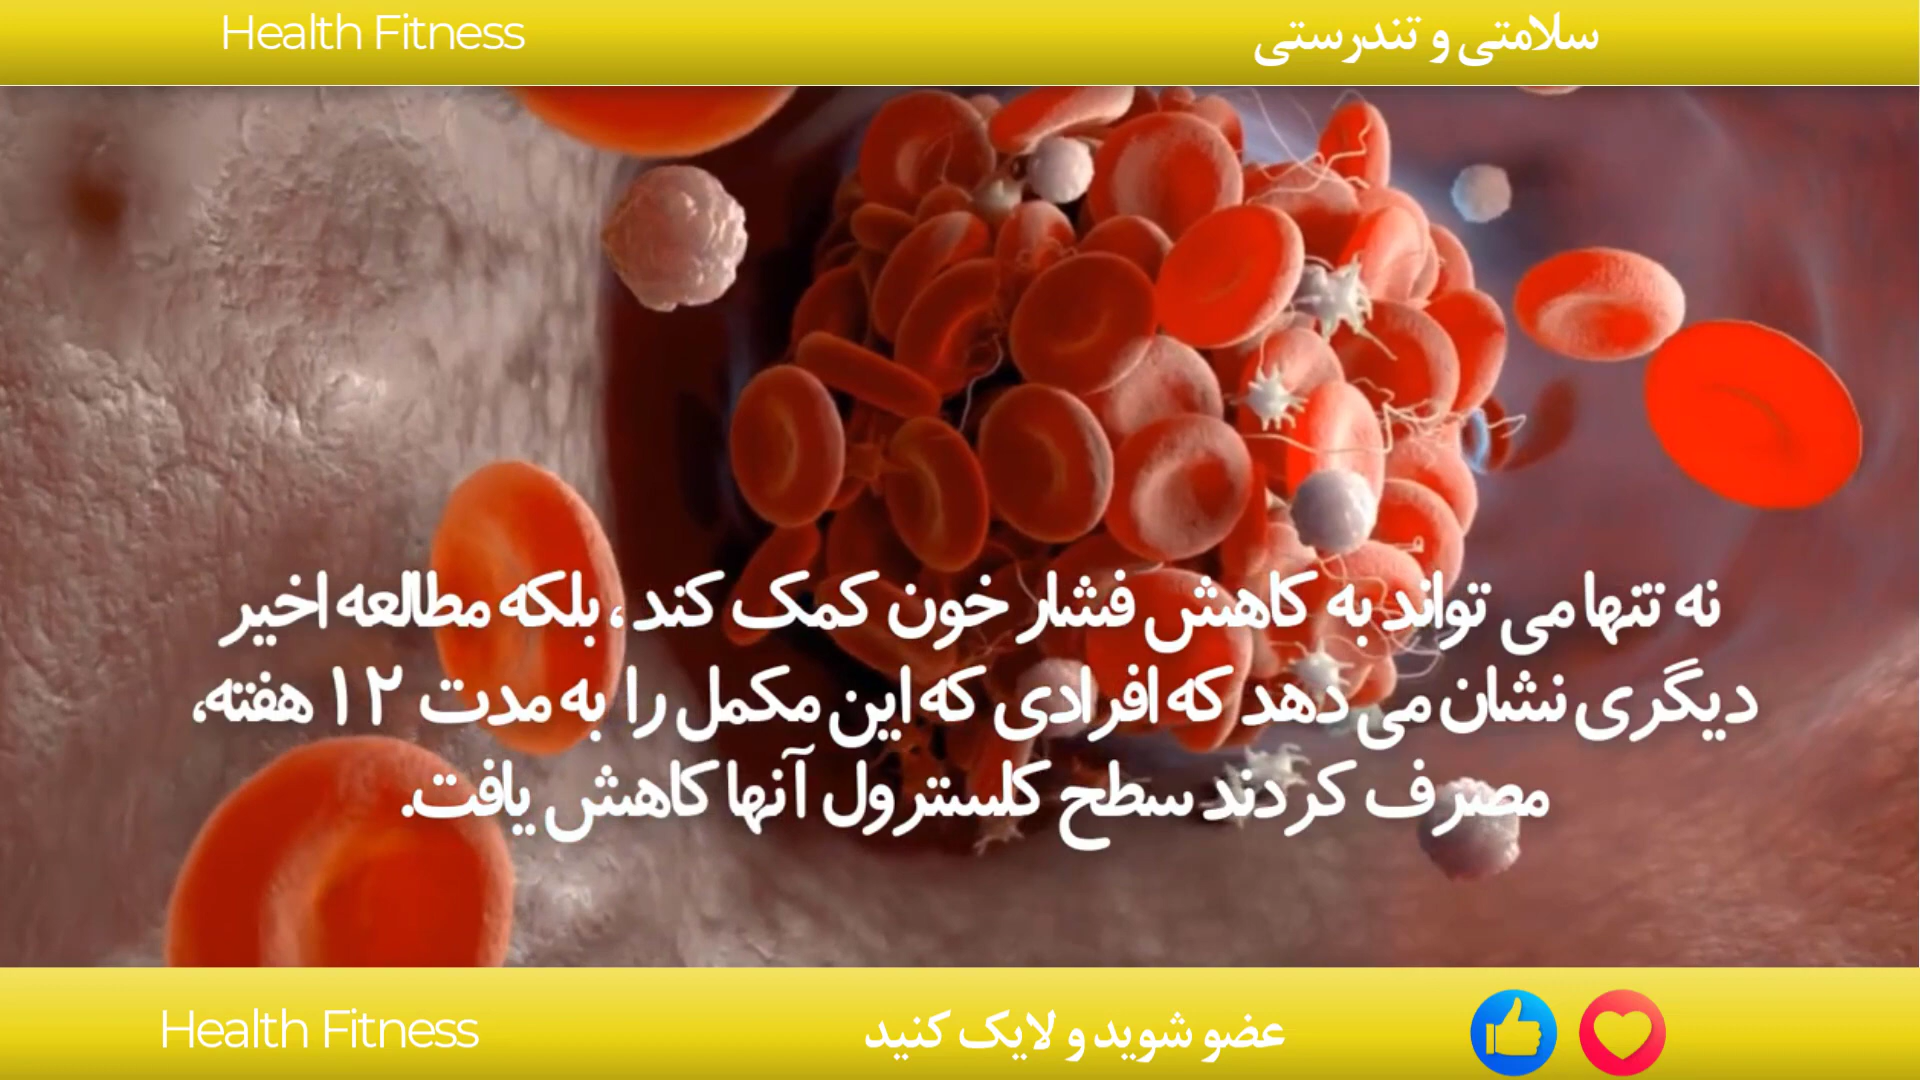 Health Fitness
سلامتی و تندرستی
نه تنها می تواند به کاهش فشار خون کمک کند، بلکه مطالعه اخیر
دیگری نشان می دهد که افرادی که این مکمل را به مدت ۱۲ هفته،
مصرف کردند سطح کلسترول آنها کاهش یافت.
Health Fitness
عضو شوید و لایک کنید